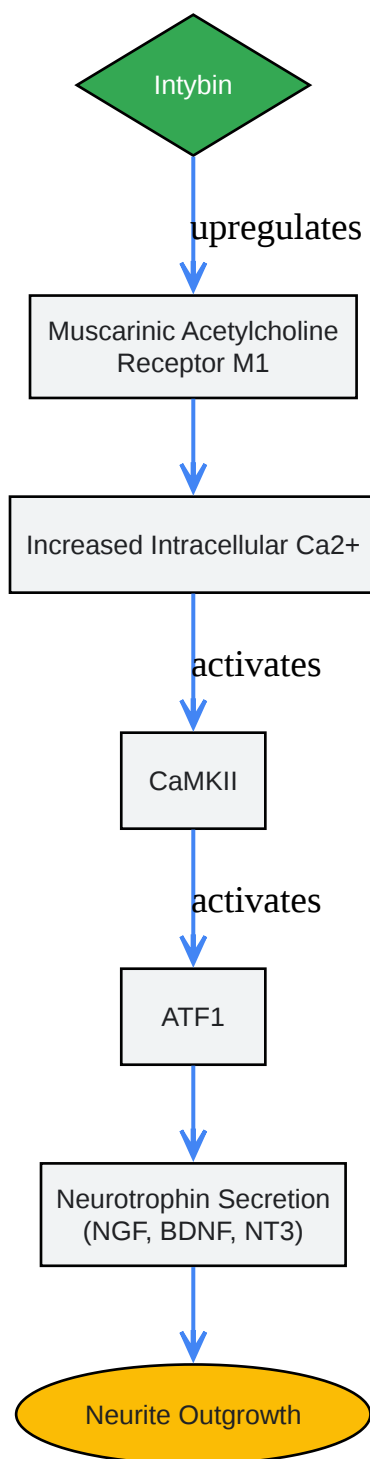 Intybin
upregulates
Muscarinic Acetylcholine
Receptor M1
Increased Intracellular Ca2+
activates
CaMKII
activates
ATF1
Neurotrophin Secretion
(NGF, BDNF, NT3)
Neurite Outgrowth